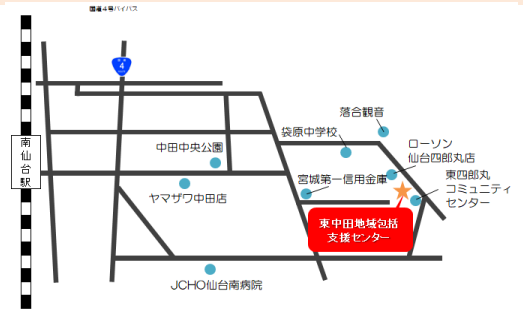 国道4号バイパス
4
落合観音
袋原中学校
ローソン
仙台四郎丸店
中田中央公園
南仙台駅
宮城第一信用金庫
東四郎丸
コミュニティ
センター
ヤマザワ中田店
東中田地域包括
支援センター
JCHO仙台南病院